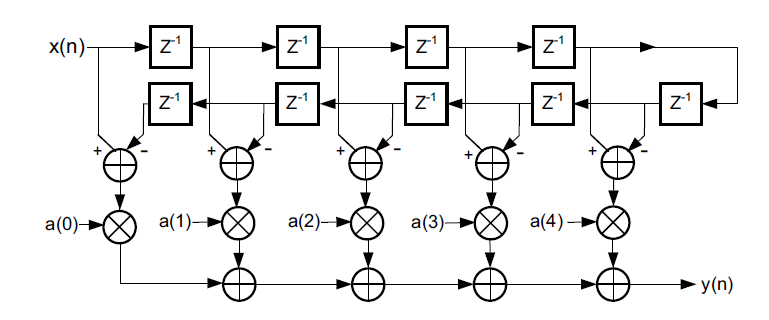 x(n) Z⁻¹ Z⁻¹ Z⁻¹ Z⁻¹
Z⁻¹ Z⁻¹ Z⁻¹ Z⁻¹ Z⁻¹
+ - + - + - + - + -
a(0) a(1) a(2) a(3) a(4)
y(n)